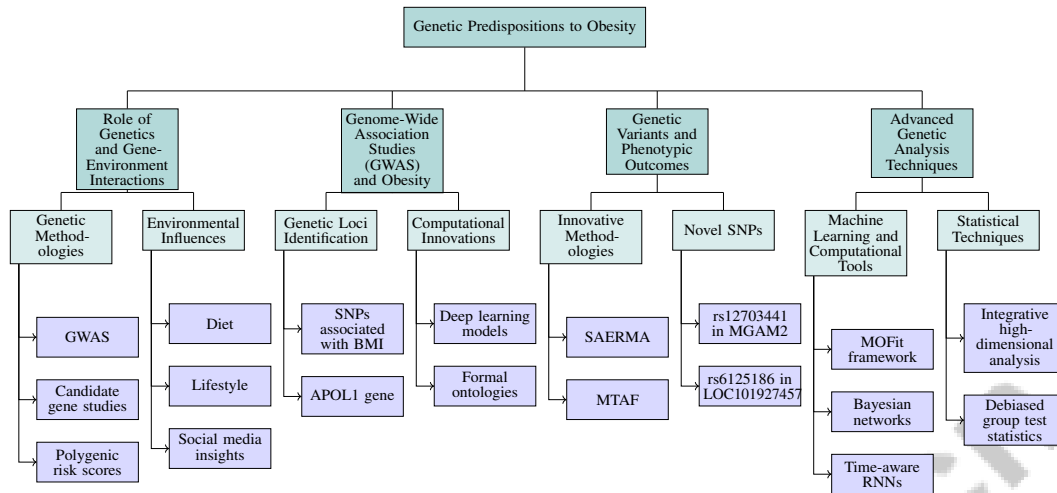 Genetic Predispositions to Obesity
Role of
Genetics
and Gene-
Environment
Interactions
Genome-Wide
Association
Studies
(GWAS)
and Obesity
Genetic
Variants and
Phenotypic
Outcomes
Advanced
Genetic
Analysis
Techniques
Genetic
Method-
ologies
Environmental
Influences
Genetic Loci
Identification
Computational
Innovations
Innovative
Method-
ologies
Novel SNPs
Machine
Learning and
Computational
Tools
Statistical
Techniques
GWAS
Candidate
gene studies
Polygenic
risk scores
Diet
Lifestyle
Social media
insights
SNPs
associated
with BMI
APOL1 gene
Deep learning
models
Formal
ontologies
SAERMA
MTAF
rs12703441
in MGAM2
rs6125186 in
LOC101927457
MOFit
framework
Bayesian
networks
Time-aware
RNNs
Integrative
high-
dimensional
analysis
Debiased
group test
statistics